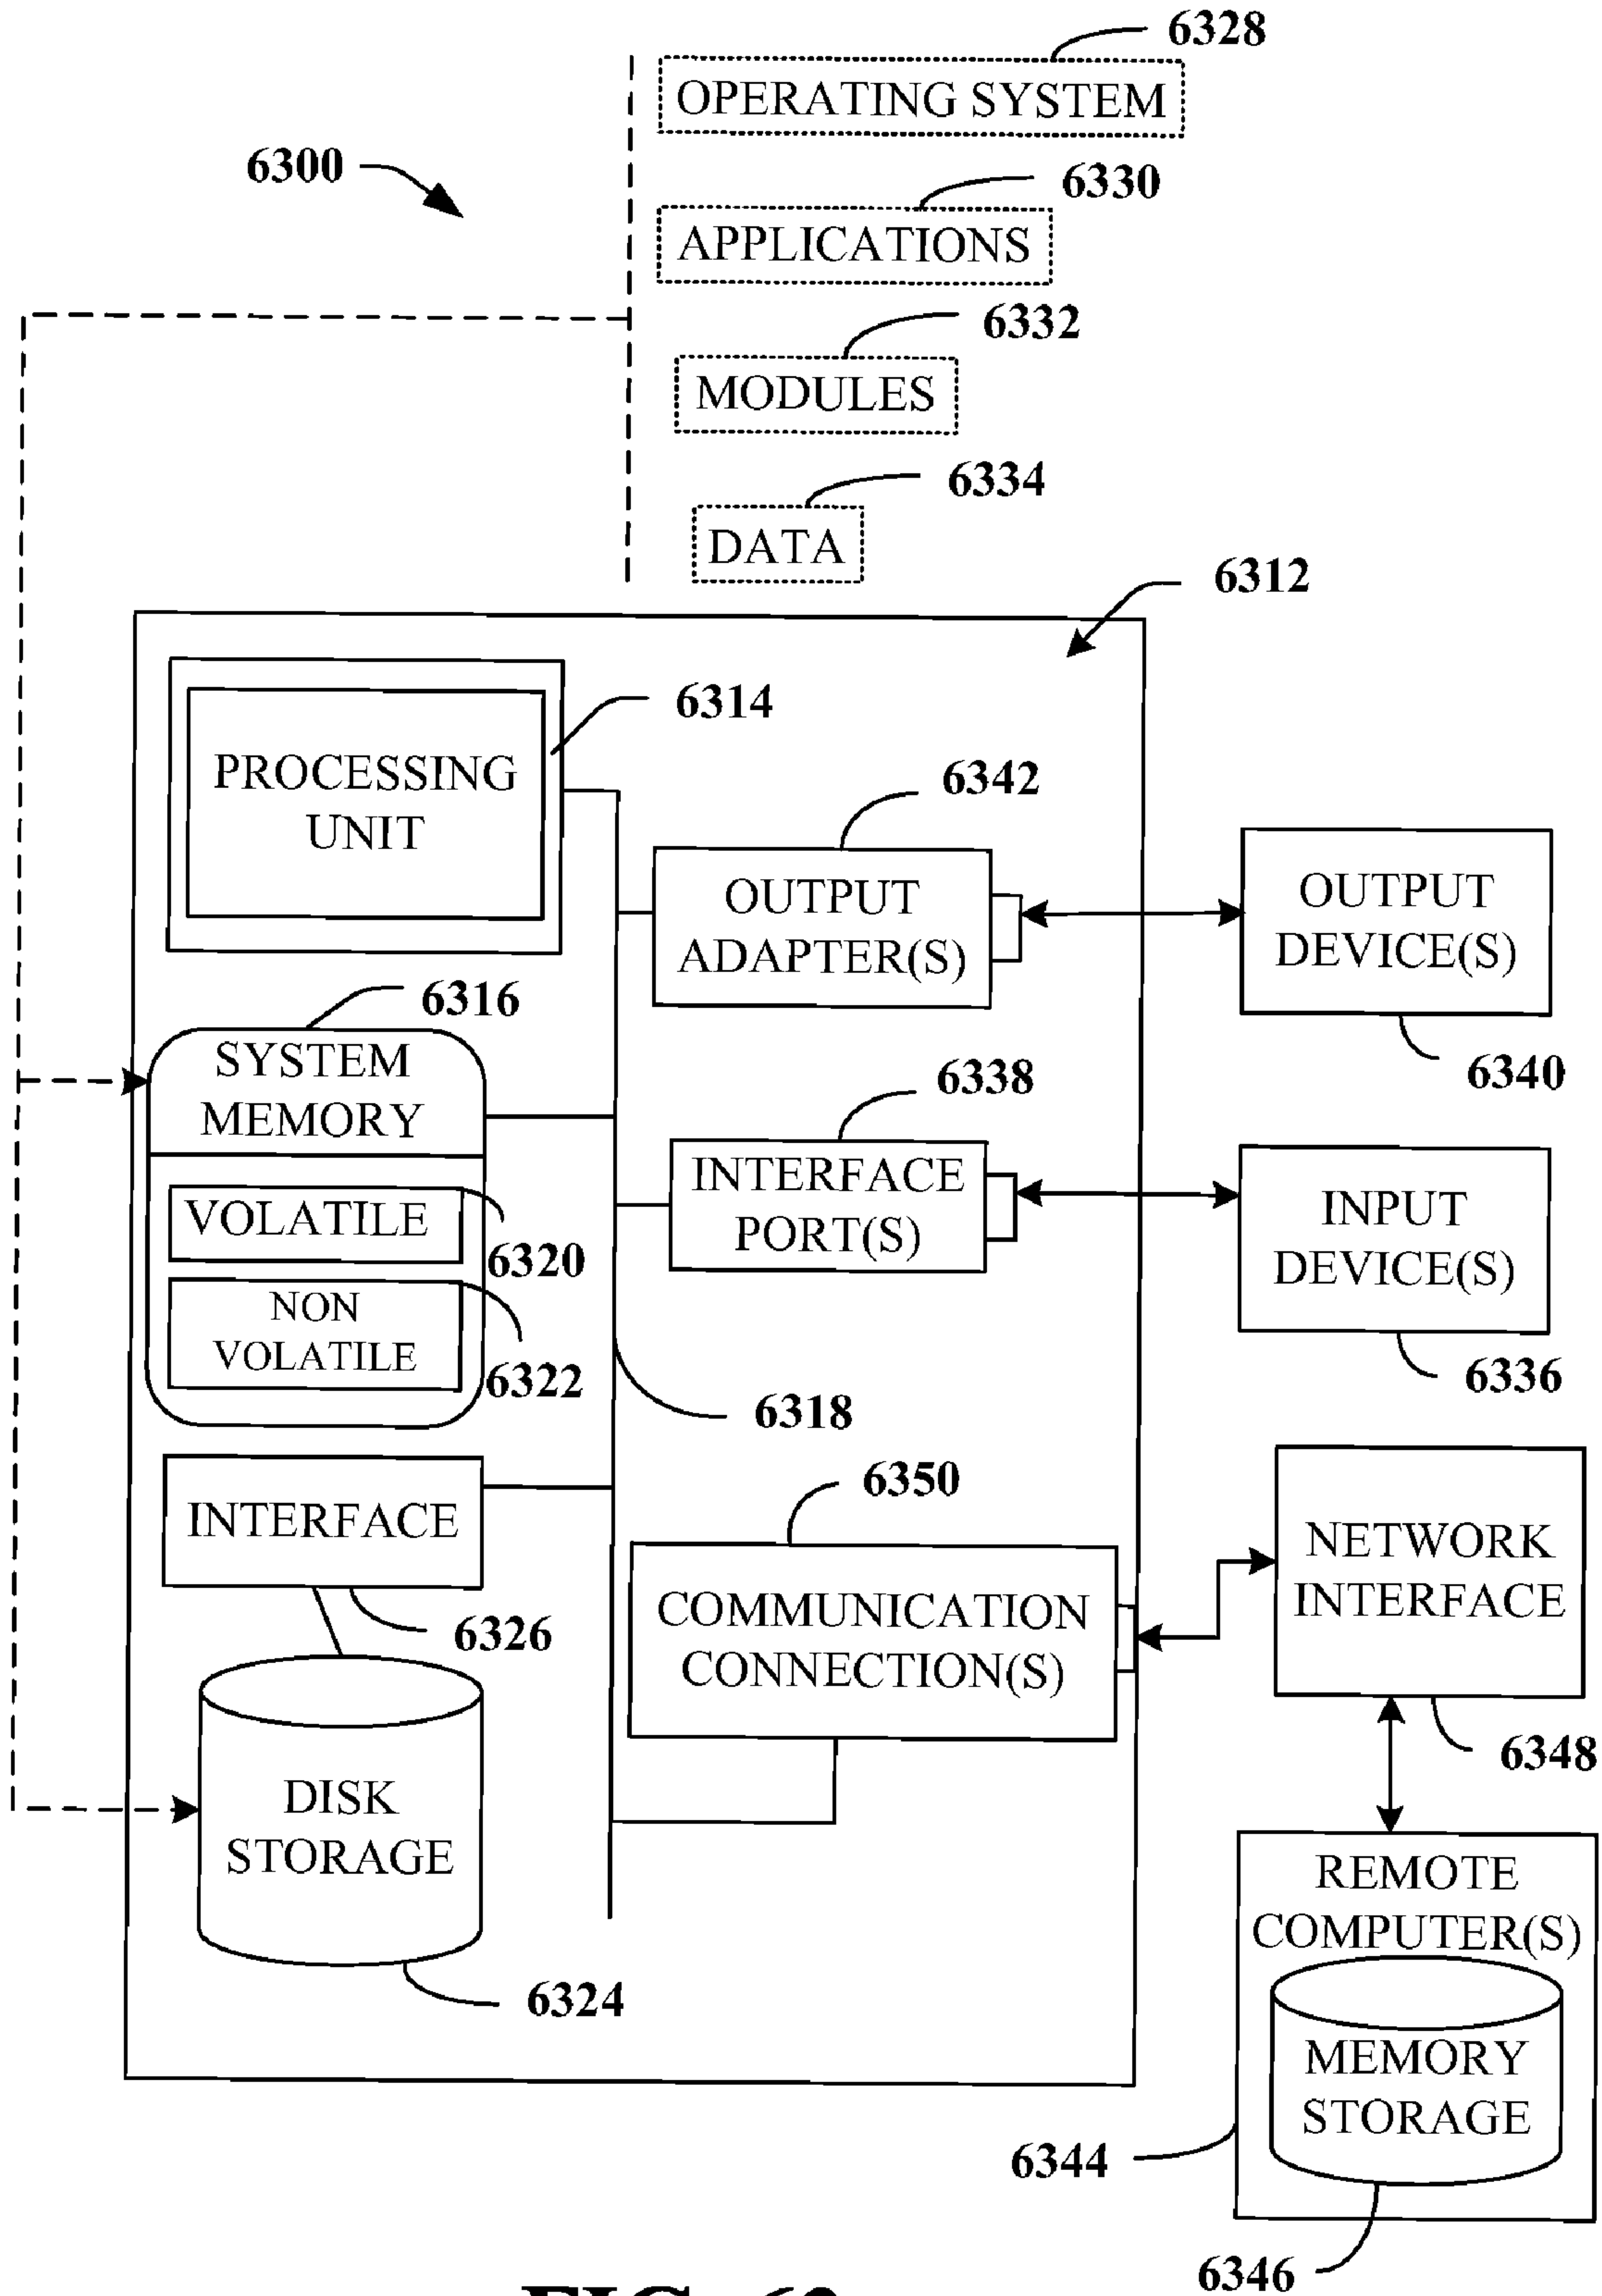 6328
OPERATING SYSTEM
6300
6330
APPLICATIONS
6332
MODULES
6334
DATA
6312
6314
PROCESSING
UNIT
6342
OUTPUT
ADAPTER(S)
OUTPUT
DEVICE(S)
6340
6316
SYSTEM
MEMORY
6338
INTERFACE
PORT(S)
INPUT
DEVICE(S)
6336
VOLATILE
6320
NON
VOLATILE
6322
6318
6350
INTERFACE
6326
COMMUNICATION
CONNECTION(S)
NETWORK
INTERFACE
6348
DISK
STORAGE
6324
REMOTE
COMPUTER(S)
MEMORY
STORAGE
6344
6346